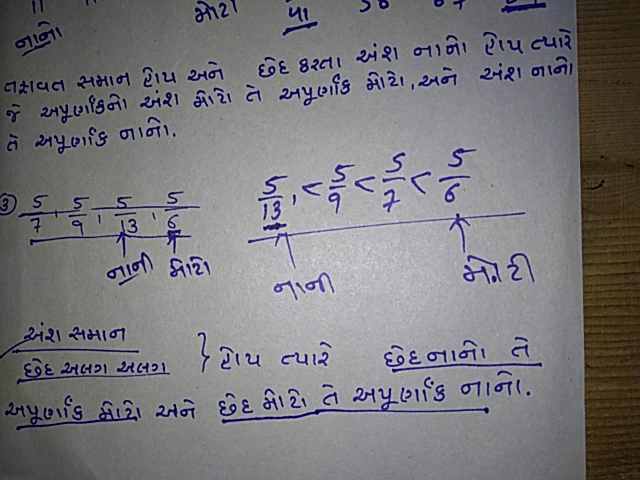 નાનો મોટા પા
તફાવત સમાન હોય અને છેદ કરતા અંશ નાનો હોય ત્યારે
જે અપૂર્ણાંકનો અંશ મોટો તે અપૂર્ણાંક મોટો, અને અંશ નાનો
તે અપૂર્ણાંક નાનો.
③ 5/7, 5/9, 5/13, 5/6 5/13, < 5/9 < 5/7 < 5/6
નાની મોટો નાની મોટી
અંશ સમાન
છેદ અલગ અલગ } હોય ત્યારે છેદ નાનો તે
અપૂર્ણાંક મોટો અને છેદ મોટો તે અપૂર્ણાંક નાનો.